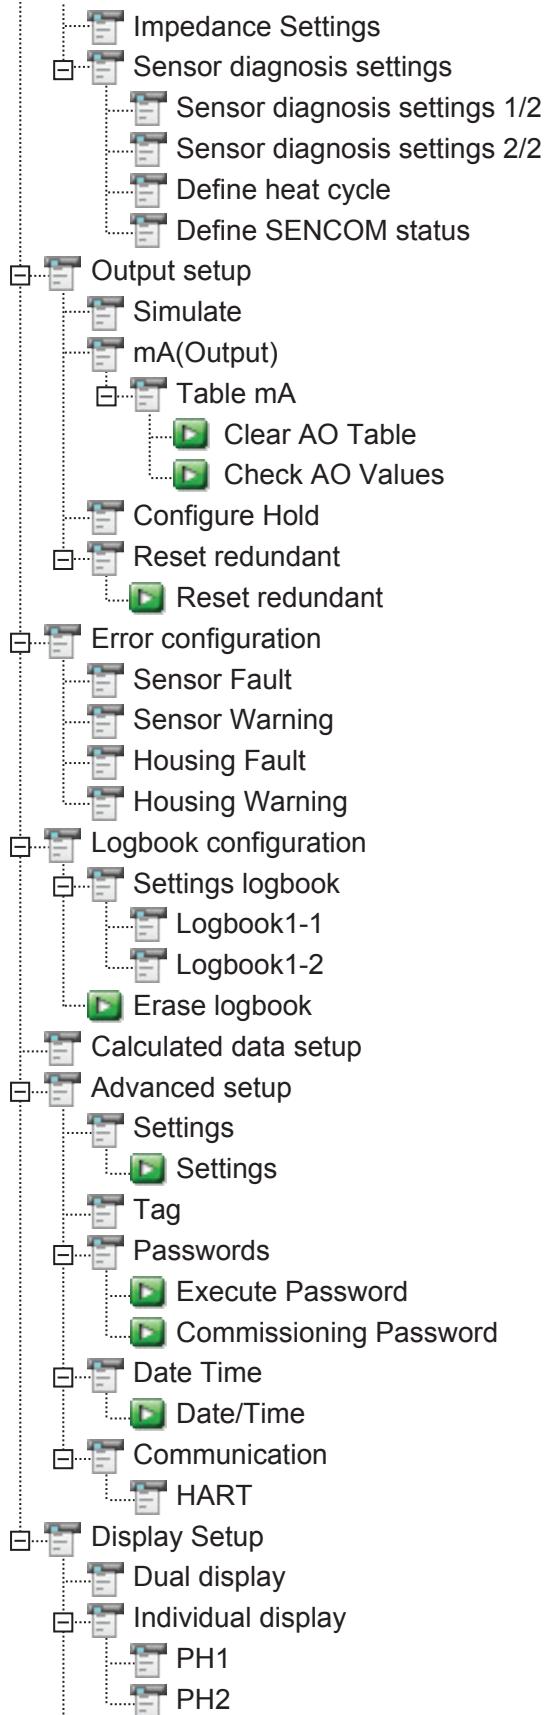 Impedance Settings
Sensor diagnosis settings
Sensor diagnosis settings 1/2
Sensor diagnosis settings 2/2
Define heat cycle
Define SENCOM status
Output setup
Simulate
mA(Output)
Table mA
Clear AO Table
Check AO Values
Configure Hold
Reset redundant
Reset redundant
Error configuration
Sensor Fault
Sensor Warning
Housing Fault
Housing Warning
Logbook configuration
Settings logbook
Logbook1-1
Logbook1-2
Erase logbook
Calculated data setup
Advanced setup
Settings
Settings
Tag
Passwords
Execute Password
Commissioning Password
Date Time
Date/Time
Communication
HART
Display Setup
Dual display
Individual display
PH1
PH2